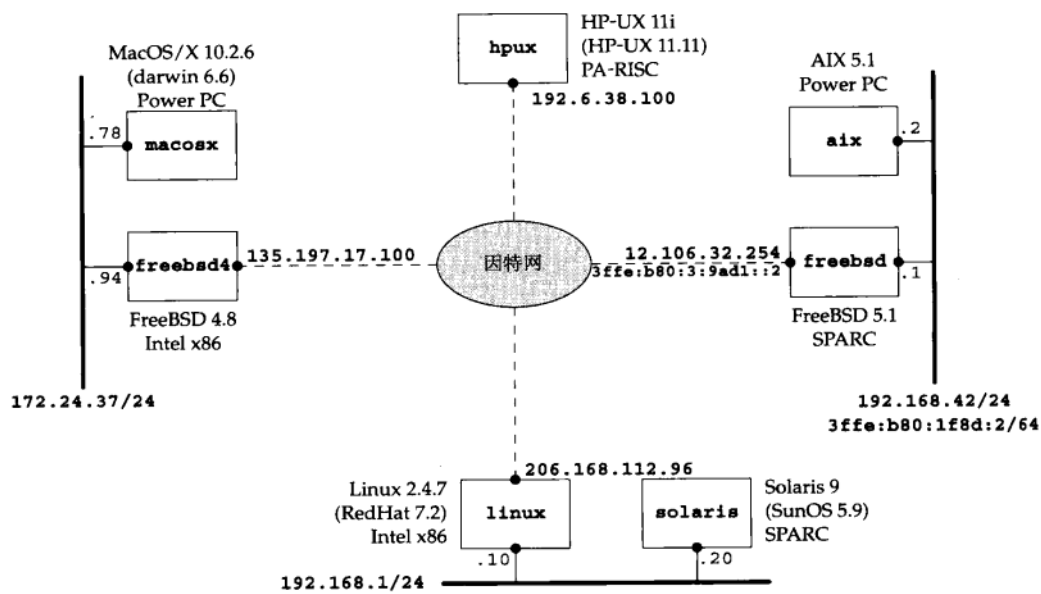 HP-UX 11i
(HP-UX 11.11)
PA-RISC
hpux
192.6.38.100
MacOS/X 10.2.6
(darwin 6.6)
Power PC
.78
macosx
AIX 5.1
Power PC
aix
.2
.94
freebsd4
135.197.17.100
FreeBSD 4.8
Intel x86
因特网
12.106.32.254
3ffe:b80:3:9ad1::2
freebsd
.1
FreeBSD 5.1
SPARC
172.24.37/24
192.168.42/24
3ffe:b80:1f8d:2/64
206.168.112.96
Linux 2.4.7
(RedHat 7.2)
Intel x86
linux
.10
solaris
.20
Solaris 9
(SunOS 5.9)
SPARC
192.168.1/24